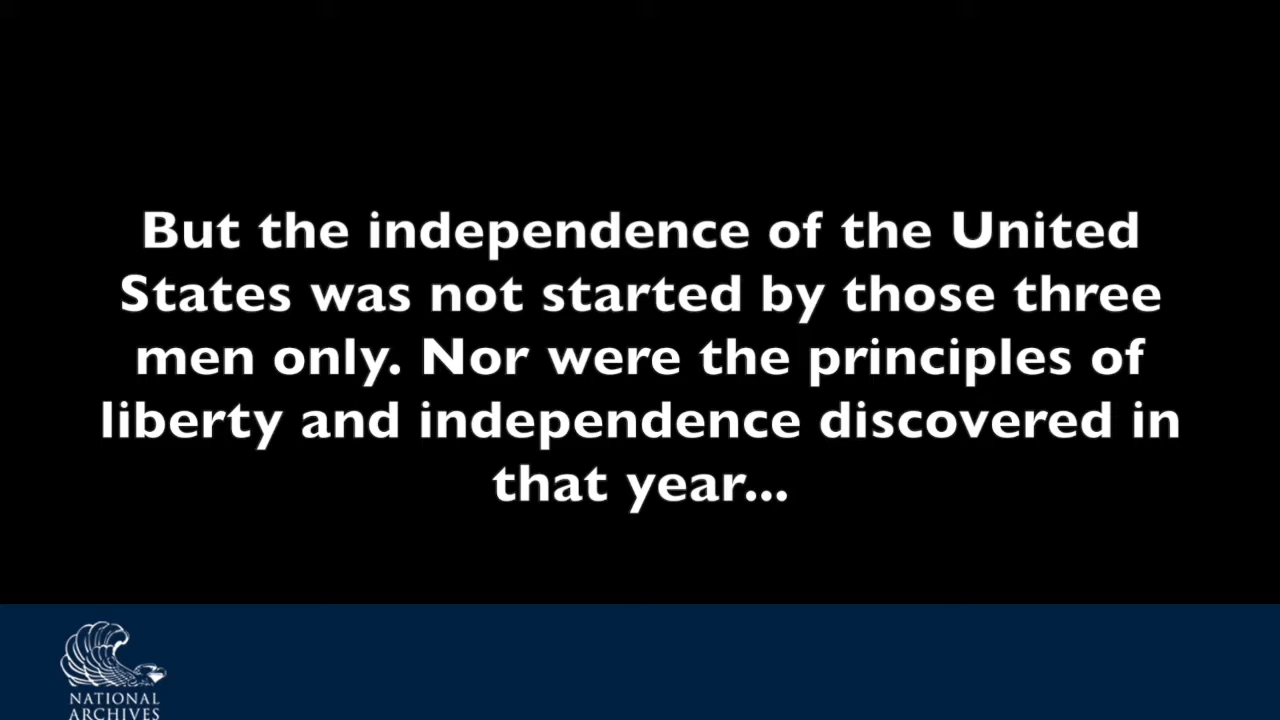 But the independence of the United
States was not started by those three
men only. Nor were the principles of
liberty and independence discovered in
that year...
NATIONAL
ARCHIVES